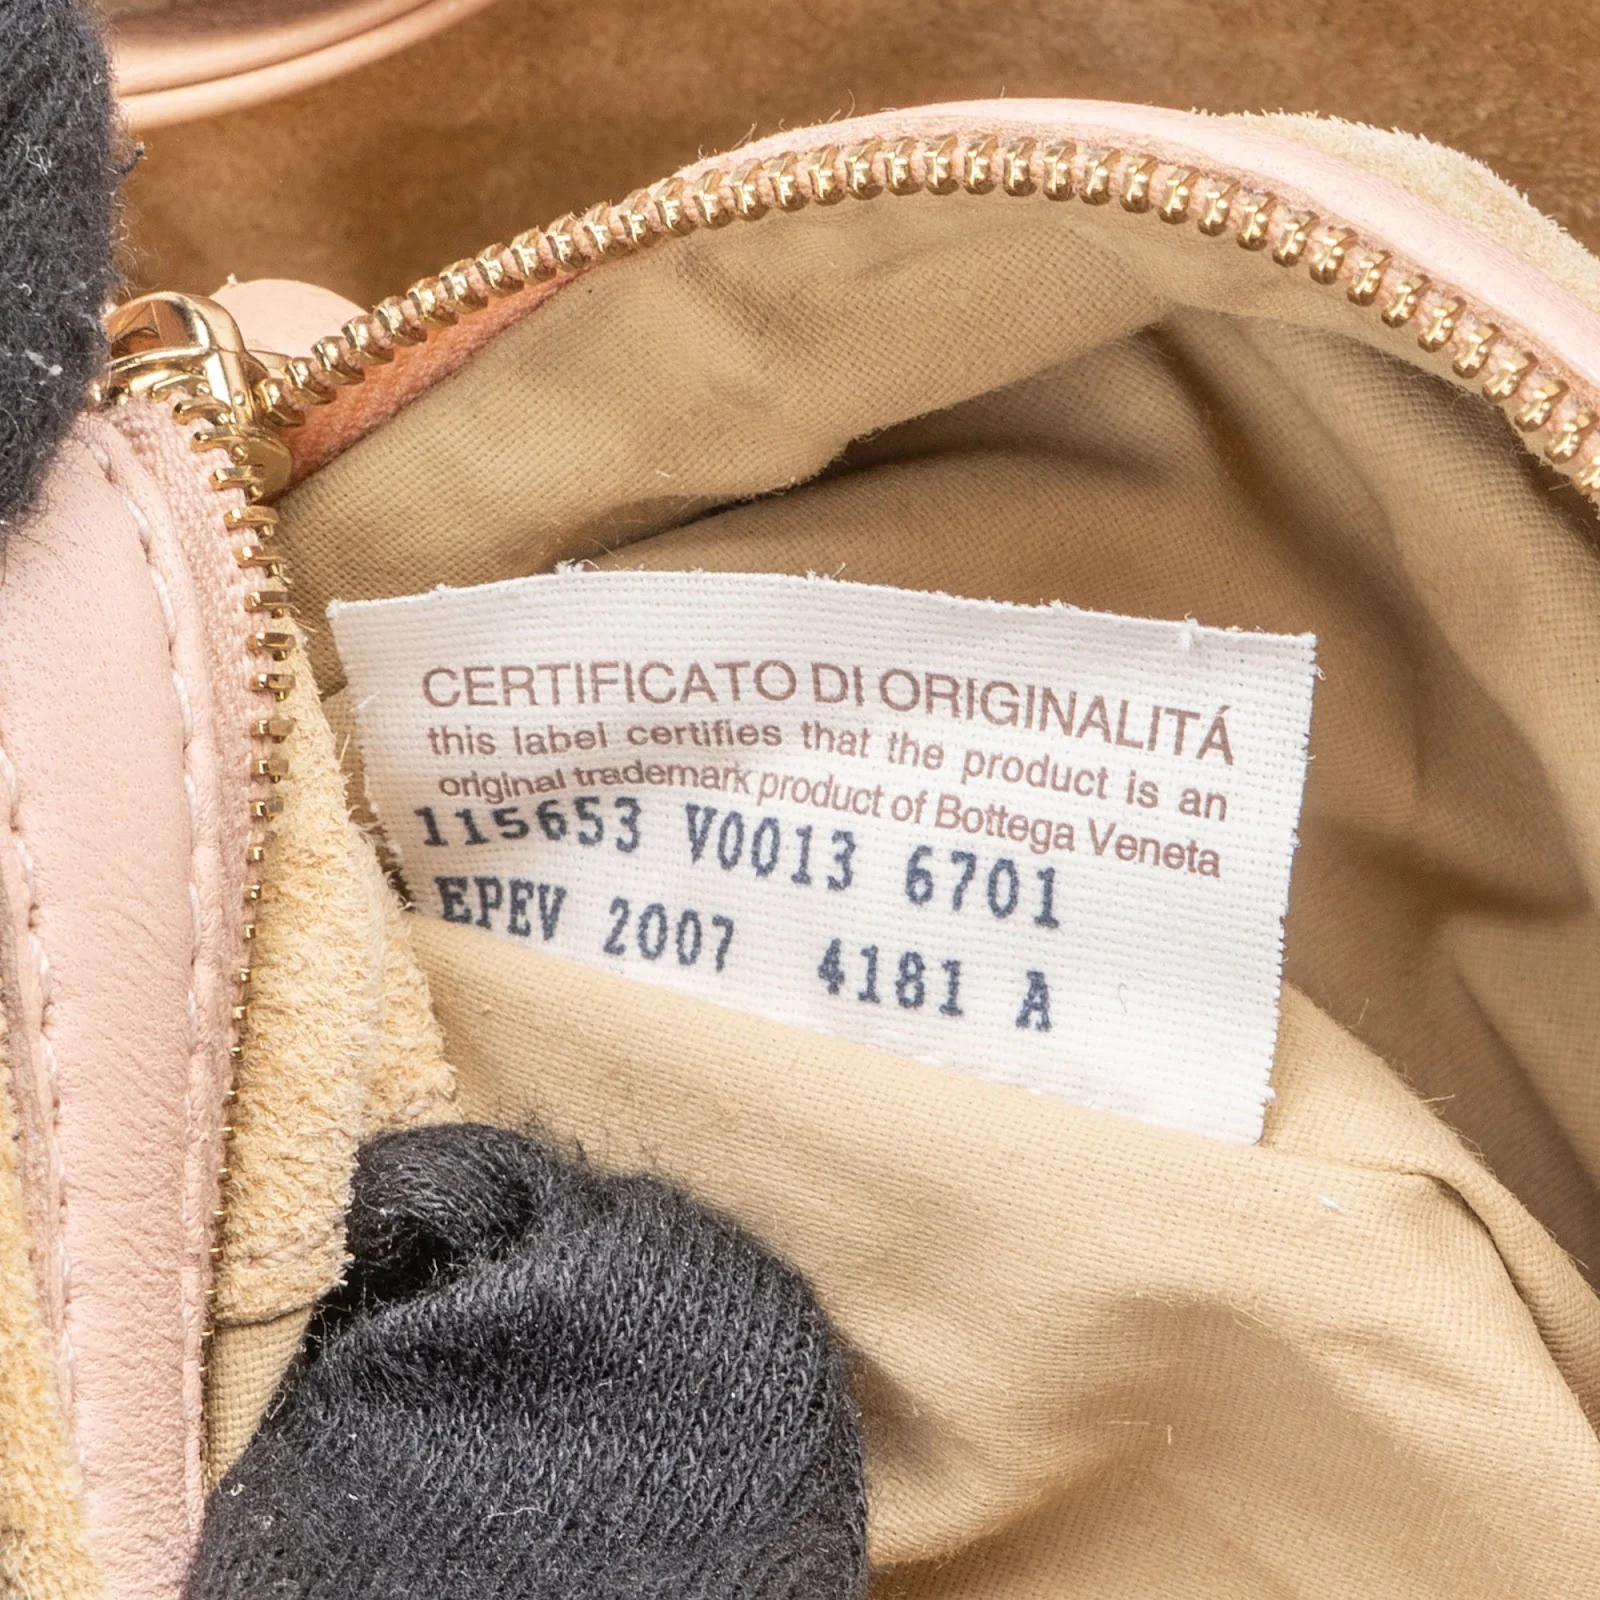 CERTIFICATO DI ORIGINALITÁ
this label certifies that the product is an
original trademark product of Bottega Veneta
115653 V0013 6701
EPEV 2007 4181 A